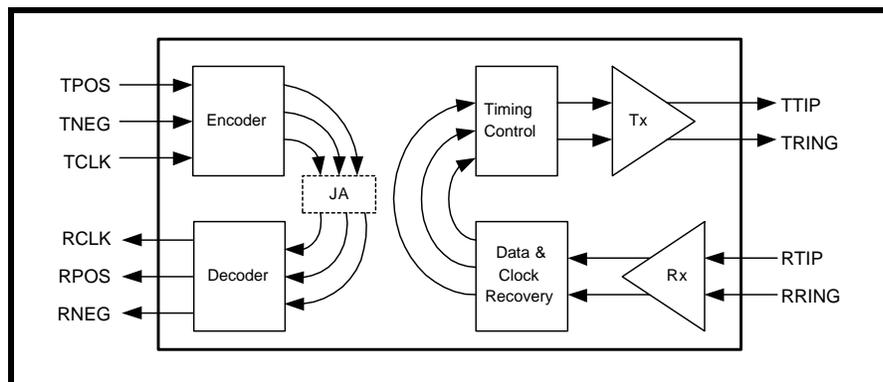 TPOS
TNEG
TCLK
Encoder
JA
RCLK
RPOS
RNEG
Decoder
Timing
Control
Tx
TTIP
TRING
Data &
Clock
Recovery
Rx
RTIP
RRING